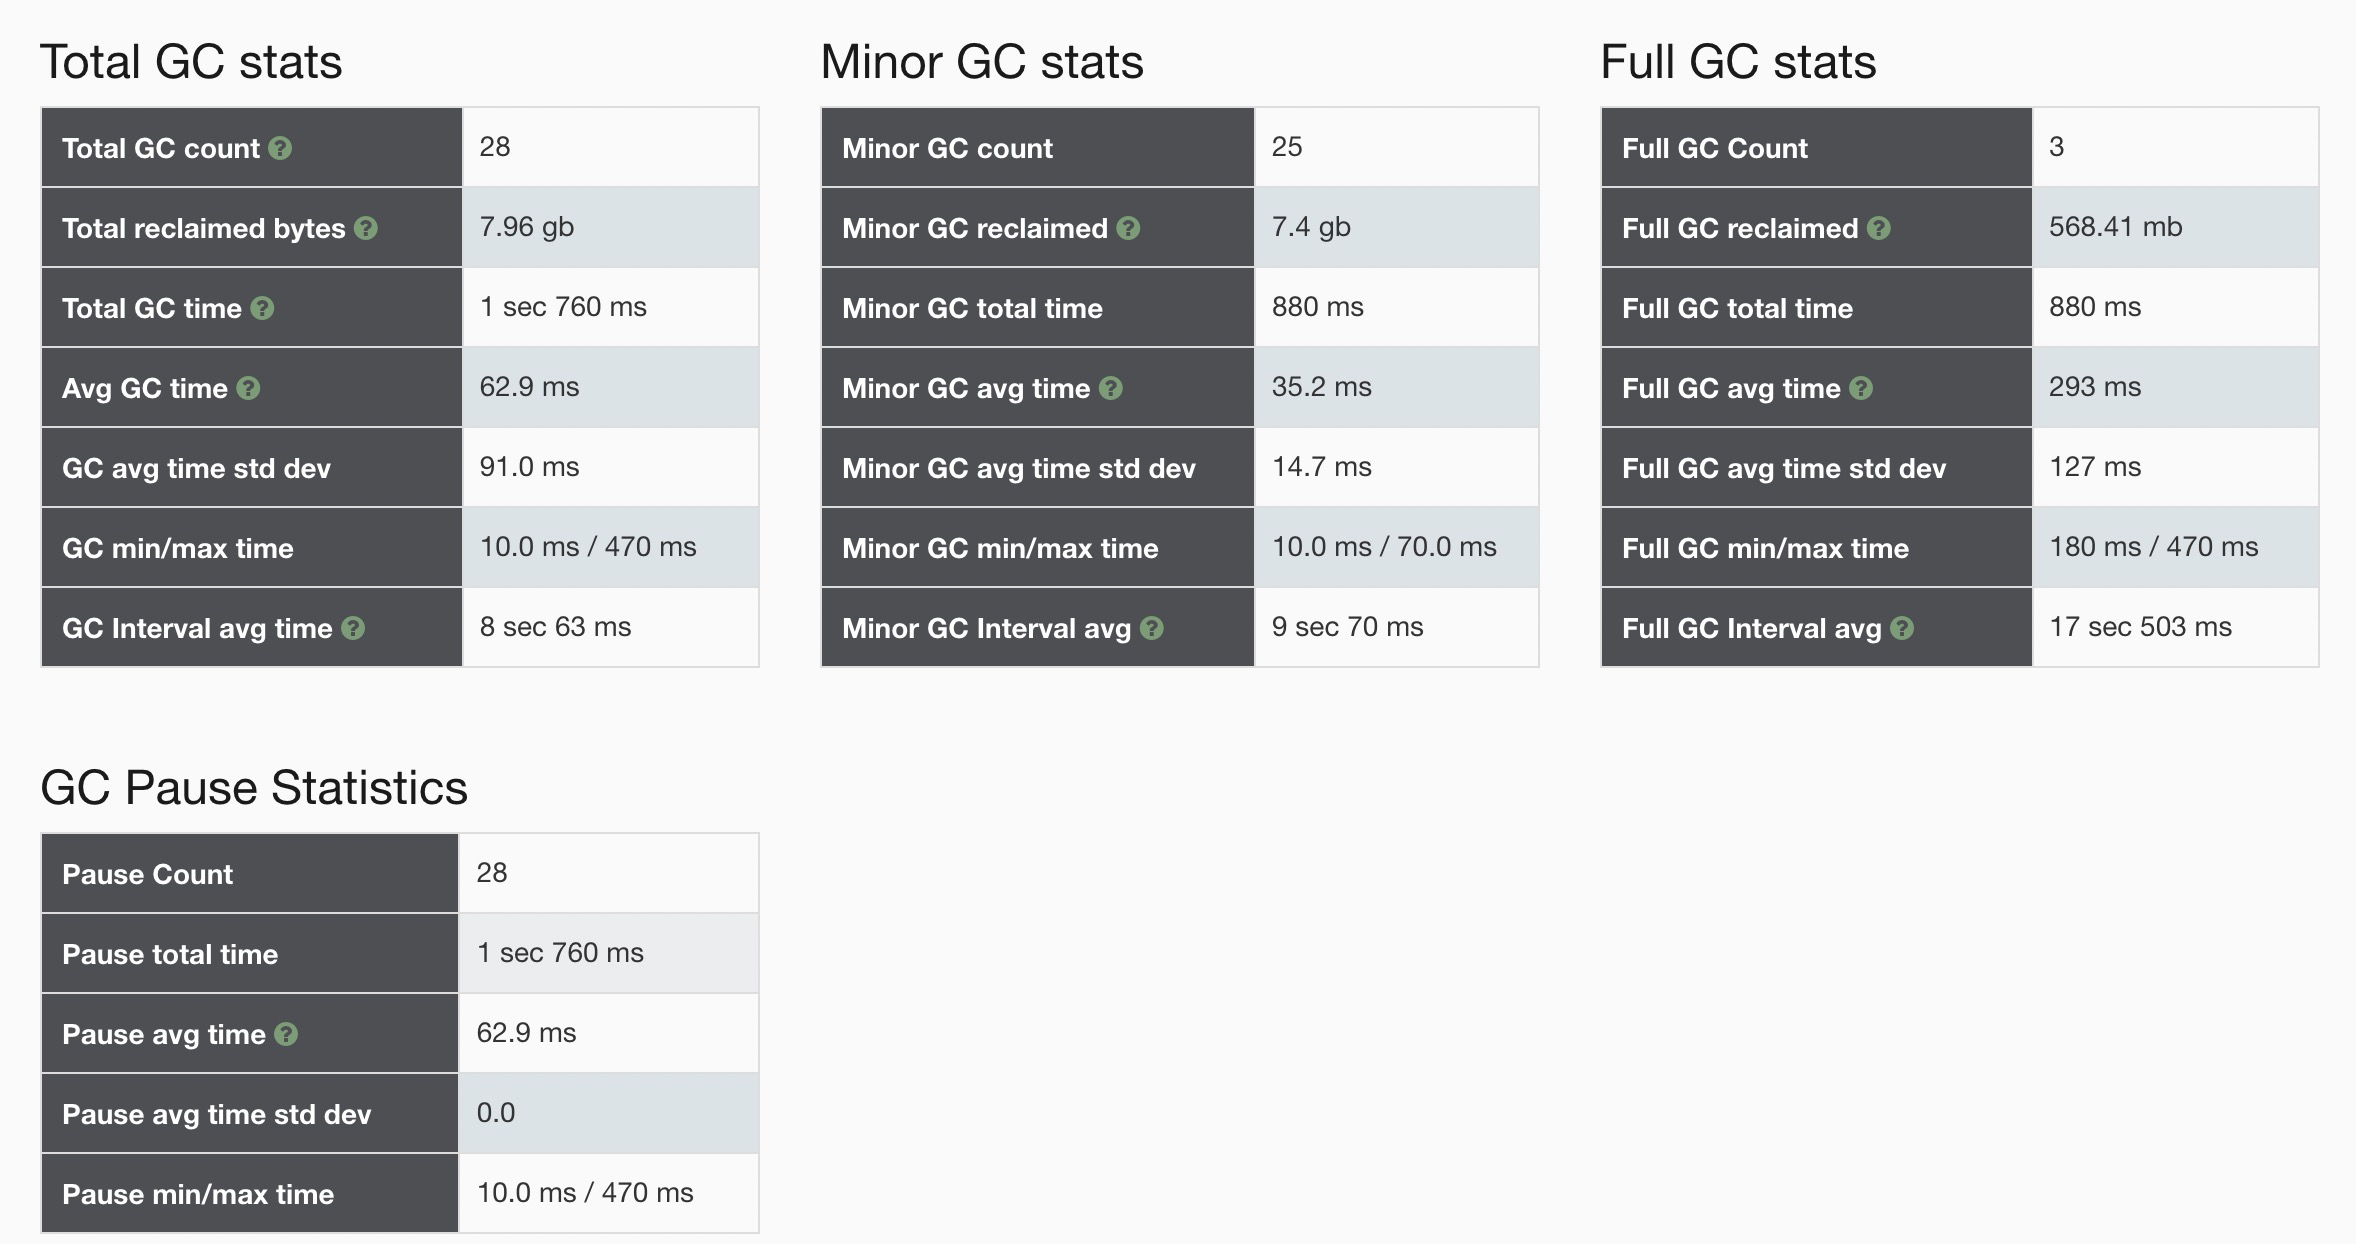 Total GC stats
Total GC count ? 28
Total reclaimed bytes ? 7.96 gb
Total GC time ? 1 sec 760 ms
Avg GC time ? 62.9 ms
GC avg time std dev 91.0 ms
GC min/max time 10.0 ms / 470 ms
GC Interval avg time ? 8 sec 63 ms
Minor GC stats
Minor GC count 25
Minor GC reclaimed ? 7.4 gb
Minor GC total time 880 ms
Minor GC avg time ? 35.2 ms
Minor GC avg time std dev 14.7 ms
Minor GC min/max time 10.0 ms / 70.0 ms
Minor GC Interval avg ? 9 sec 70 ms
Full GC stats
Full GC Count 3
Full GC reclaimed ? 568.41 mb
Full GC total time 880 ms
Full GC avg time ? 293 ms
Full GC avg time std dev 127 ms
Full GC min/max time 180 ms / 470 ms
Full GC Interval avg ? 17 sec 503 ms
GC Pause Statistics
Pause Count 28
Pause total time 1 sec 760 ms
Pause avg time ? 62.9 ms
Pause avg time std dev 0.0
Pause min/max time 10.0 ms / 470 ms